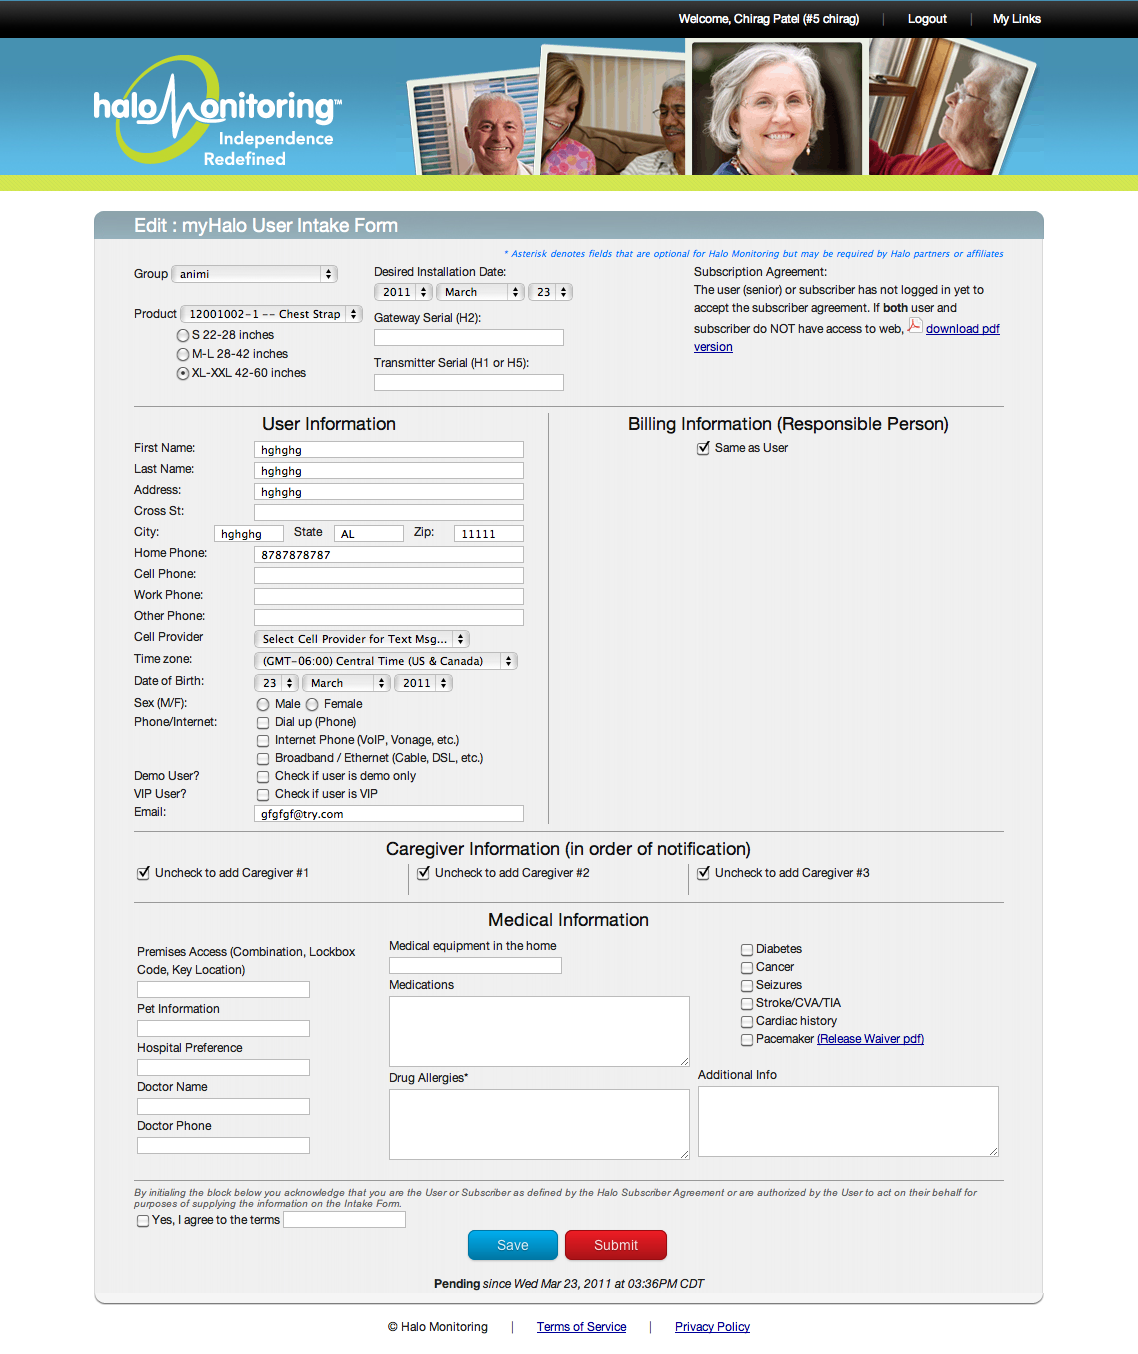 Welcome, Chirag Patel (#5 chirag) | Logout | My Links
haloMonitoring™
Independence
Redefined
Edit : myHalo User Intake Form
* Asterisk denotes fields that are optional for Halo Monitoring but may be required by Halo partners or affiliates
Group animi
Product 12001002-1 -- Chest Strap
S 22-28 inches
M-L 28-42 inches
XL-XXL 42-60 inches
Desired Installation Date:
2011 March 23
Gateway Serial (H2):
Transmitter Serial (H1 or H5):
Subscription Agreement:
The user (senior) or subscriber has not logged in yet to
accept the subscriber agreement. If both user and
subscriber do NOT have access to web, download pdf
version
User Information
First Name: hghghg
Last Name: hghghg
Address: hghghg
Cross St:
City: hghghg State AL Zip: 11111
Home Phone: 8787878787
Cell Phone:
Work Phone:
Other Phone:
Cell Provider Select Cell Provider for Text Msg...
Time zone: (GMT-06:00) Central Time (US & Canada)
Date of Birth: 23 March 2011
Sex (M/F): Male Female
Phone/Internet: Dial up (Phone)
Internet Phone (VoIP, Vonage, etc.)
Broadband / Ethernet (Cable, DSL, etc.)
Demo User? Check if user is demo only
VIP User? Check if user is VIP
Email: gfgfgf@try.com
Billing Information (Responsible Person)
Same as User
Caregiver Information (in order of notification)
Uncheck to add Caregiver #1
Uncheck to add Caregiver #2
Uncheck to add Caregiver #3
Medical Information
Premises Access (Combination, Lockbox
Code, Key Location)
Pet Information
Hospital Preference
Doctor Name
Doctor Phone
Medical equipment in the home
Medications
Drug Allergies*
Diabetes
Cancer
Seizures
Stroke/CVA/TIA
Cardiac history
Pacemaker (Release Waiver pdf)
Additional Info
By initialing the block below you acknowledge that you are the User or Subscriber as defined by the Halo Subscriber Agreement or are authorized by the User to act on their behalf for
purposes of supplying the information on the Intake Form.
Yes, I agree to the terms
Save Submit
Pending since Wed Mar 23, 2011 at 03:36PM CDT
© Halo Monitoring | Terms of Service | Privacy Policy